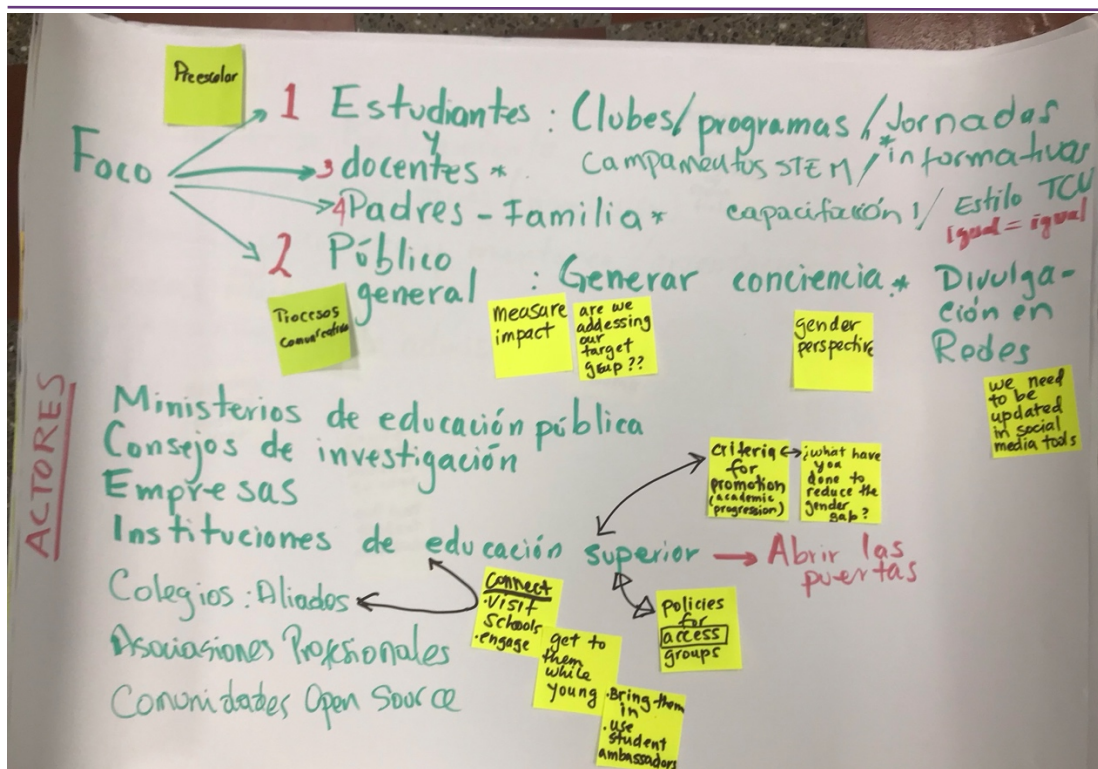 Preescolar
Foco
1 Estudiantes : Clubes/programas/Jornadas
y
* informativas
3 docentes * Campamentos STEM/
4 Padres - Familia * capacitación 1/ Estilo TCU
igual = igual
2 Público
general : Generar conciencia * Divulga-
ción en
Redes
Procesos
measure
impact
are we
addessing
our
target
group ??
gender
perspective
we need
to be
updated
in social
media tools
ACTORES
Ministerios de educación pública
Consejos de investigación
Empresas
Instituciones de educación superior → Abrir las
puertas
Colegios : Aliados
Asociasiones Profesionales
Comunidades Open Source
criteria
for
promotion
(academic
progression)
¿what have
you
done to
reduce the
gender
gap?
Connect
·VISIT
Schools
·engage
get to
them
while
young
·Bring them
in
·use
student
ambassadors
policies
for
access
groups